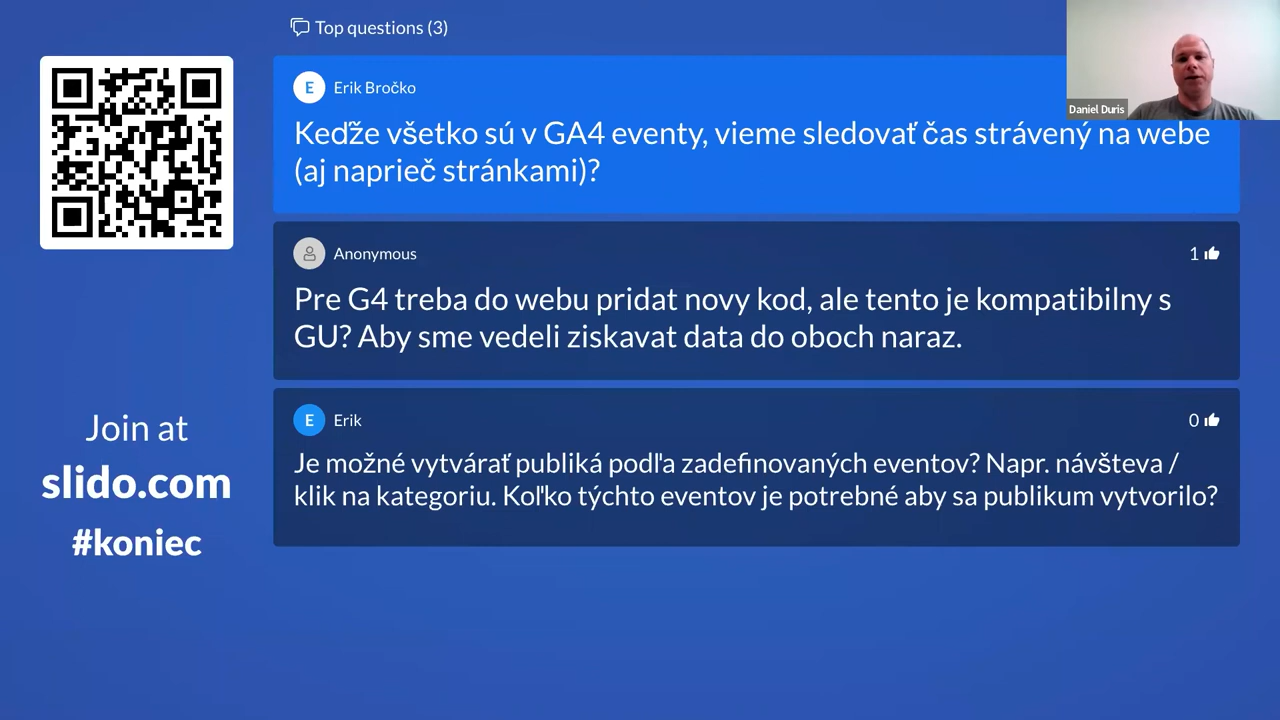 Top questions (3)
Daniel Duris
E
Erik Bročko
Keďže všetko sú v GA4 eventy, vieme sledovať čas strávený na webe
(aj naprieč stránkami)?
Anonymous
1
Pre G4 treba do webu pridat novy kod, ale tento je kompatibilny s
GU? Aby sme vedeli ziskavat data do oboch naraz.
E
Erik
0
Je možné vytvárať publiká podľa zadefinovaných eventov? Napr. návšteva /
klik na kategoriu. Koľko týchto eventov je potrebné aby sa publikum vytvorilo?
Join at
slido.com
#koniec